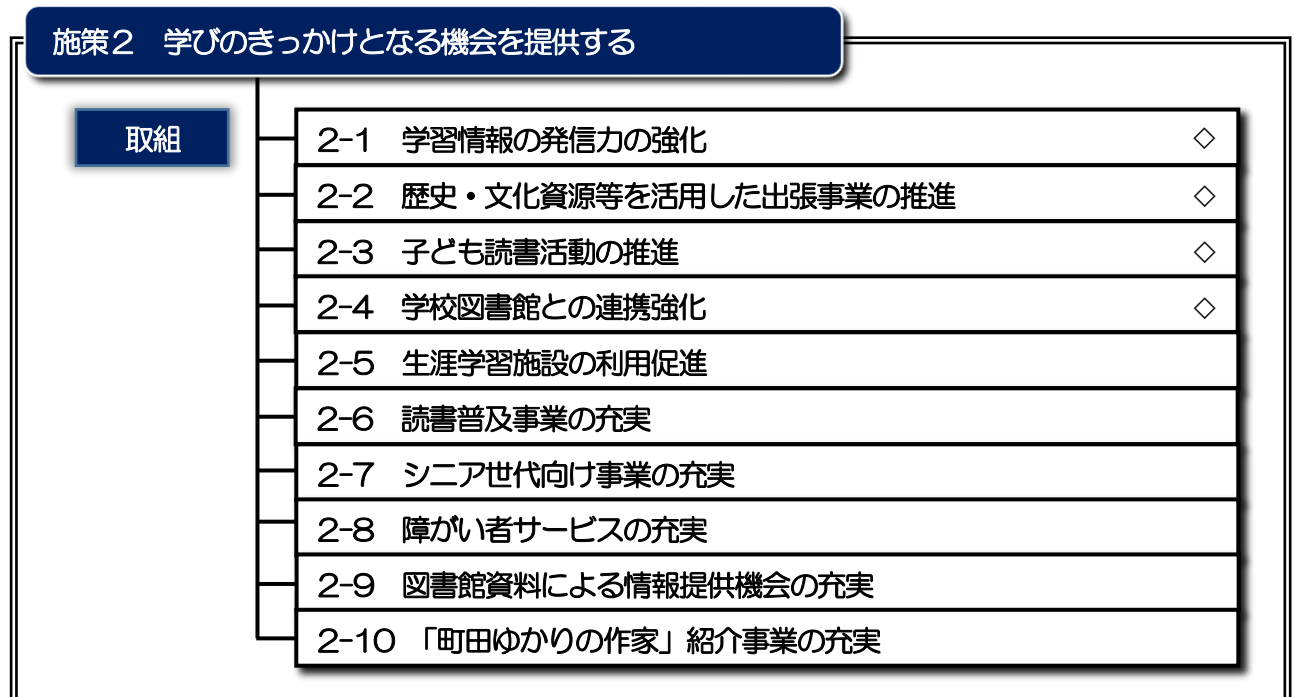 施策２　学びのきっかけとなる機会を提供する
取組
２-１　学習情報の発信力の強化　◇
２-２　歴史・文化資源等を活用した出張事業の推進　◇
２-３　子ども読書活動の推進　◇
２-４　学校図書館との連携強化　◇
２-５　生涯学習施設の利用促進
２-６　読書普及事業の充実
２-７　シニア世代向け事業の充実
２-８　障がい者サービスの充実
２-９　図書館資料による情報提供機会の充実
２-１０「町田ゆかりの作家」紹介事業の充実